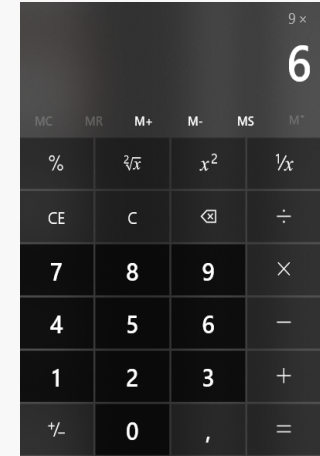 9 ×
6
MC MR M+ M- MS M˅
% ²√x x² ¹/x
CE C ⌫ ÷
7 8 9 ×
4 5 6 −
1 2 3 +
+/− 0 , =